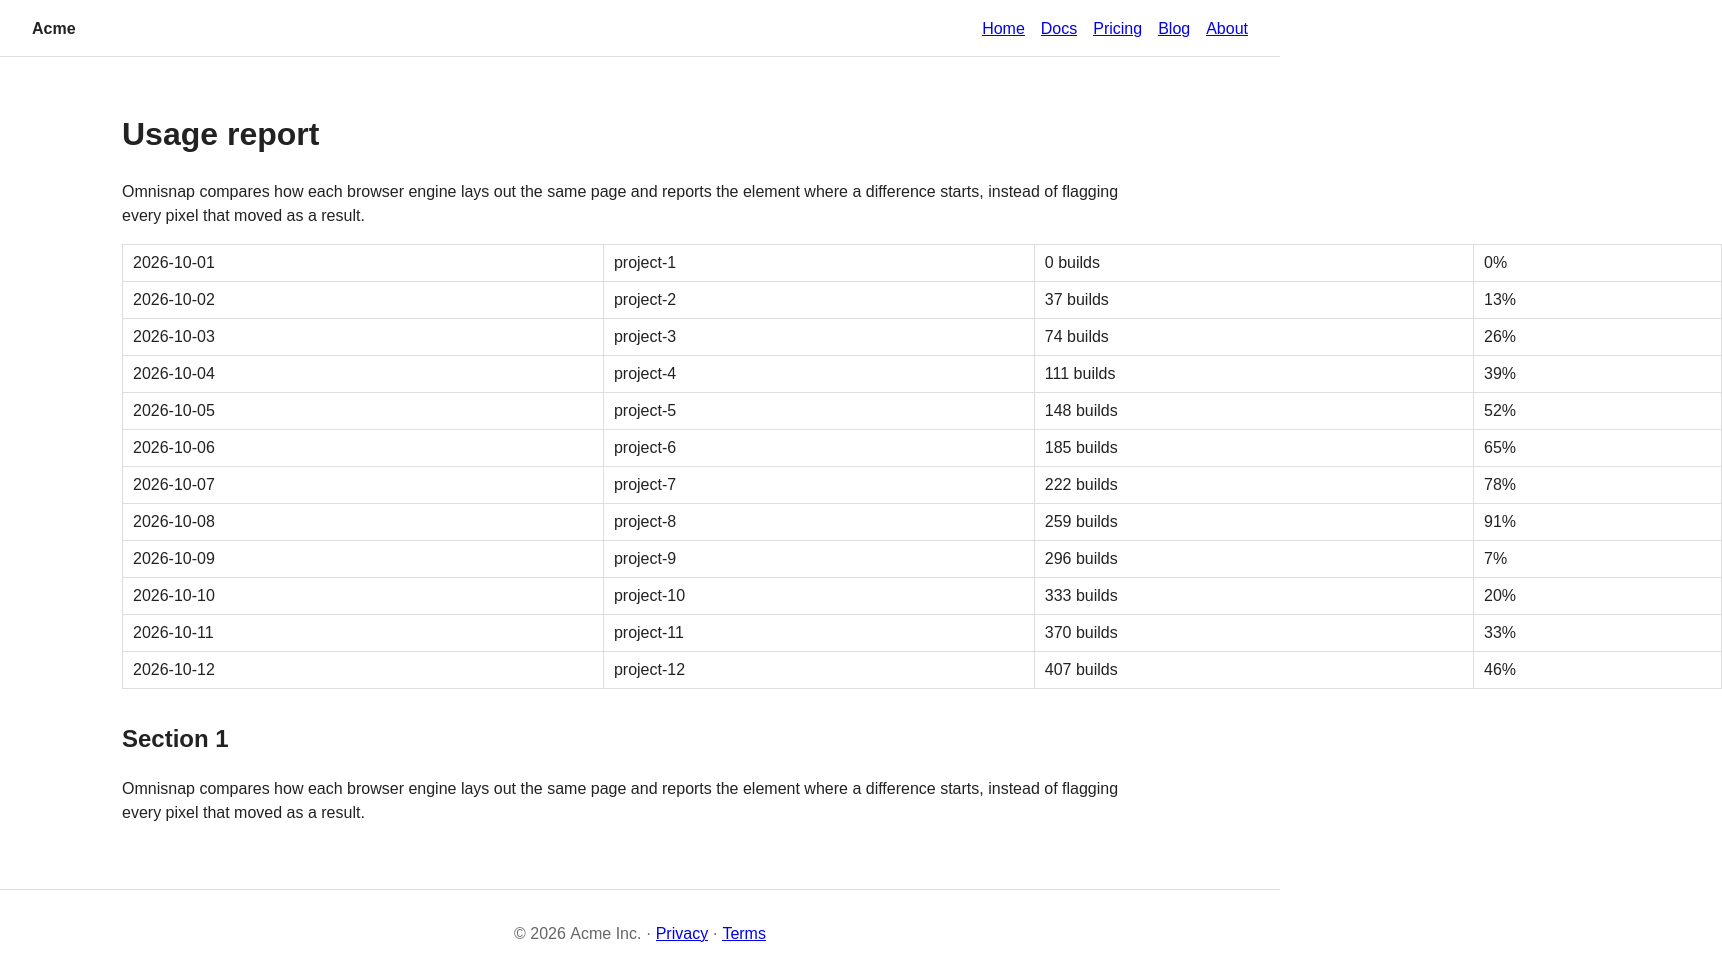 Acme Home Docs Pricing Blog About
Usage report
Omnisnap compares how each browser engine lays out the same page and reports the element where a difference starts, instead of flagging
every pixel that moved as a result.
2026-10-01 project-1 0 builds 0%
2026-10-02 project-2 37 builds 13%
2026-10-03 project-3 74 builds 26%
2026-10-04 project-4 111 builds 39%
2026-10-05 project-5 148 builds 52%
2026-10-06 project-6 185 builds 65%
2026-10-07 project-7 222 builds 78%
2026-10-08 project-8 259 builds 91%
2026-10-09 project-9 296 builds 7%
2026-10-10 project-10 333 builds 20%
2026-10-11 project-11 370 builds 33%
2026-10-12 project-12 407 builds 46%
Section 1
Omnisnap compares how each browser engine lays out the same page and reports the element where a difference starts, instead of flagging
every pixel that moved as a result.
© 2026 Acme Inc. · Privacy · Terms